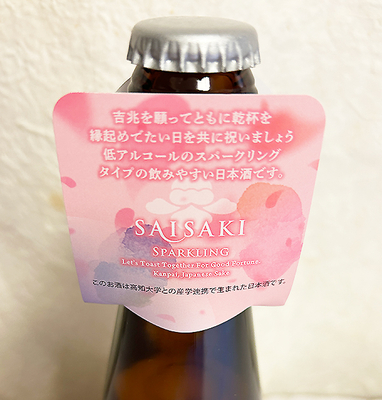 吉兆を願ってともに乾杯を
縁起めでたい日を共に祝いましょう
低アルコールのスパークリング
タイプの飲みやすい日本酒です。
SAISAKI
SPARKLING
Let's Toast Together For Good Fortune.
Kanpai, Japanese Sake
このお酒は高知大学との産学連携で生まれた日本酒です。